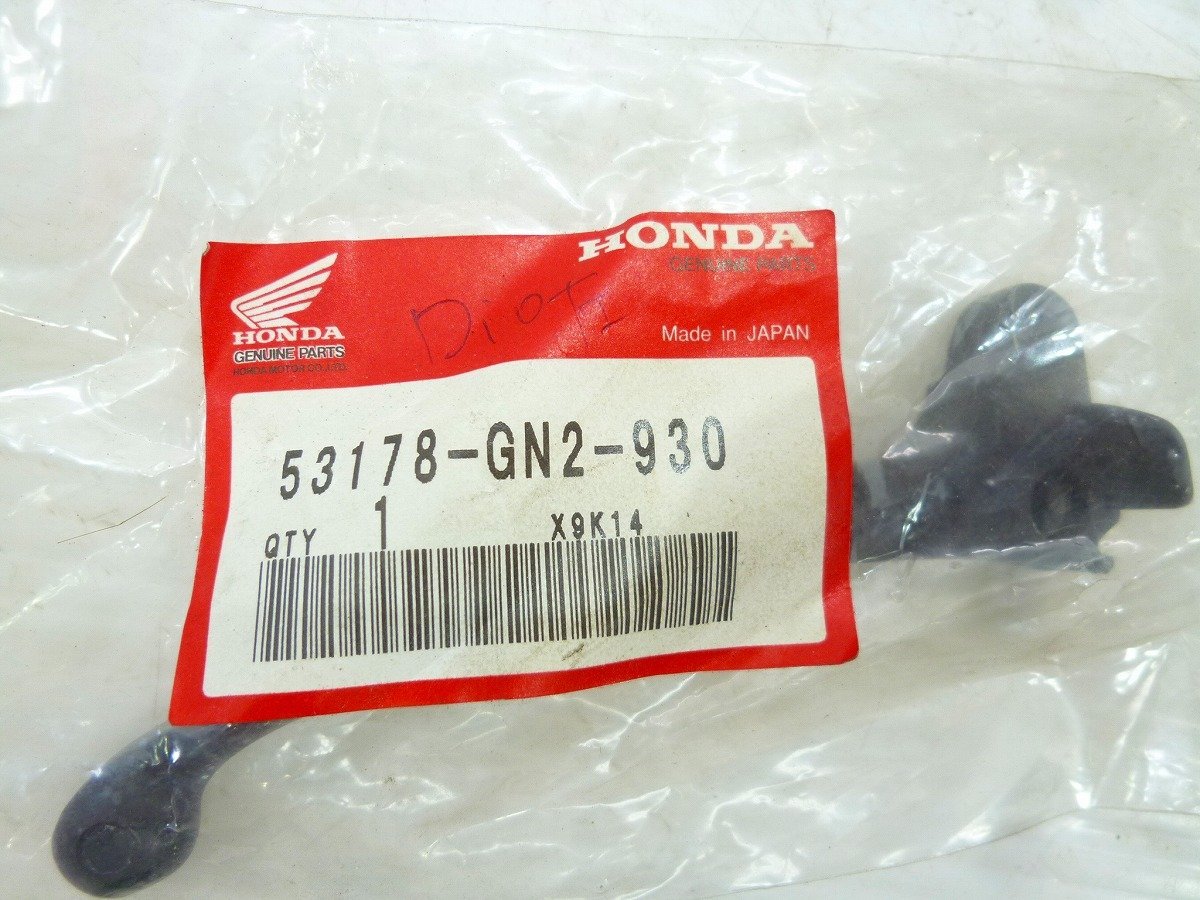 HONDA
GENUINE PARTS
HONDA
GENUINE PARTS
HONDA MOTOR CO.,LTD.
DiOT
Made in JAPAN
53178-GN2-930
QTY 1 X9K14